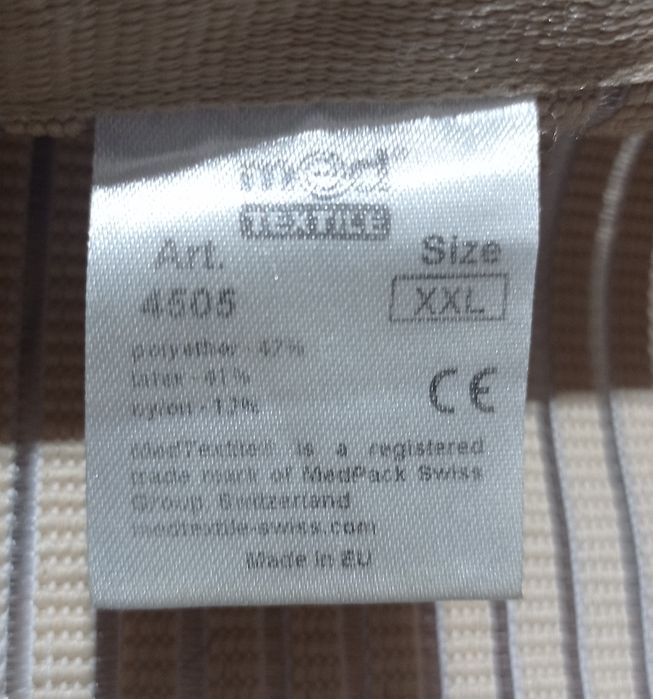 med®
TEXTILE
Art. Size
4505 XXL
polyether - 47%
latex - 41%
nylon - 12%
CE
MedTextile® is a registered
trade mark of MedPack Swiss
Group, Switzerland
medtextile-swiss.com
Made in EU